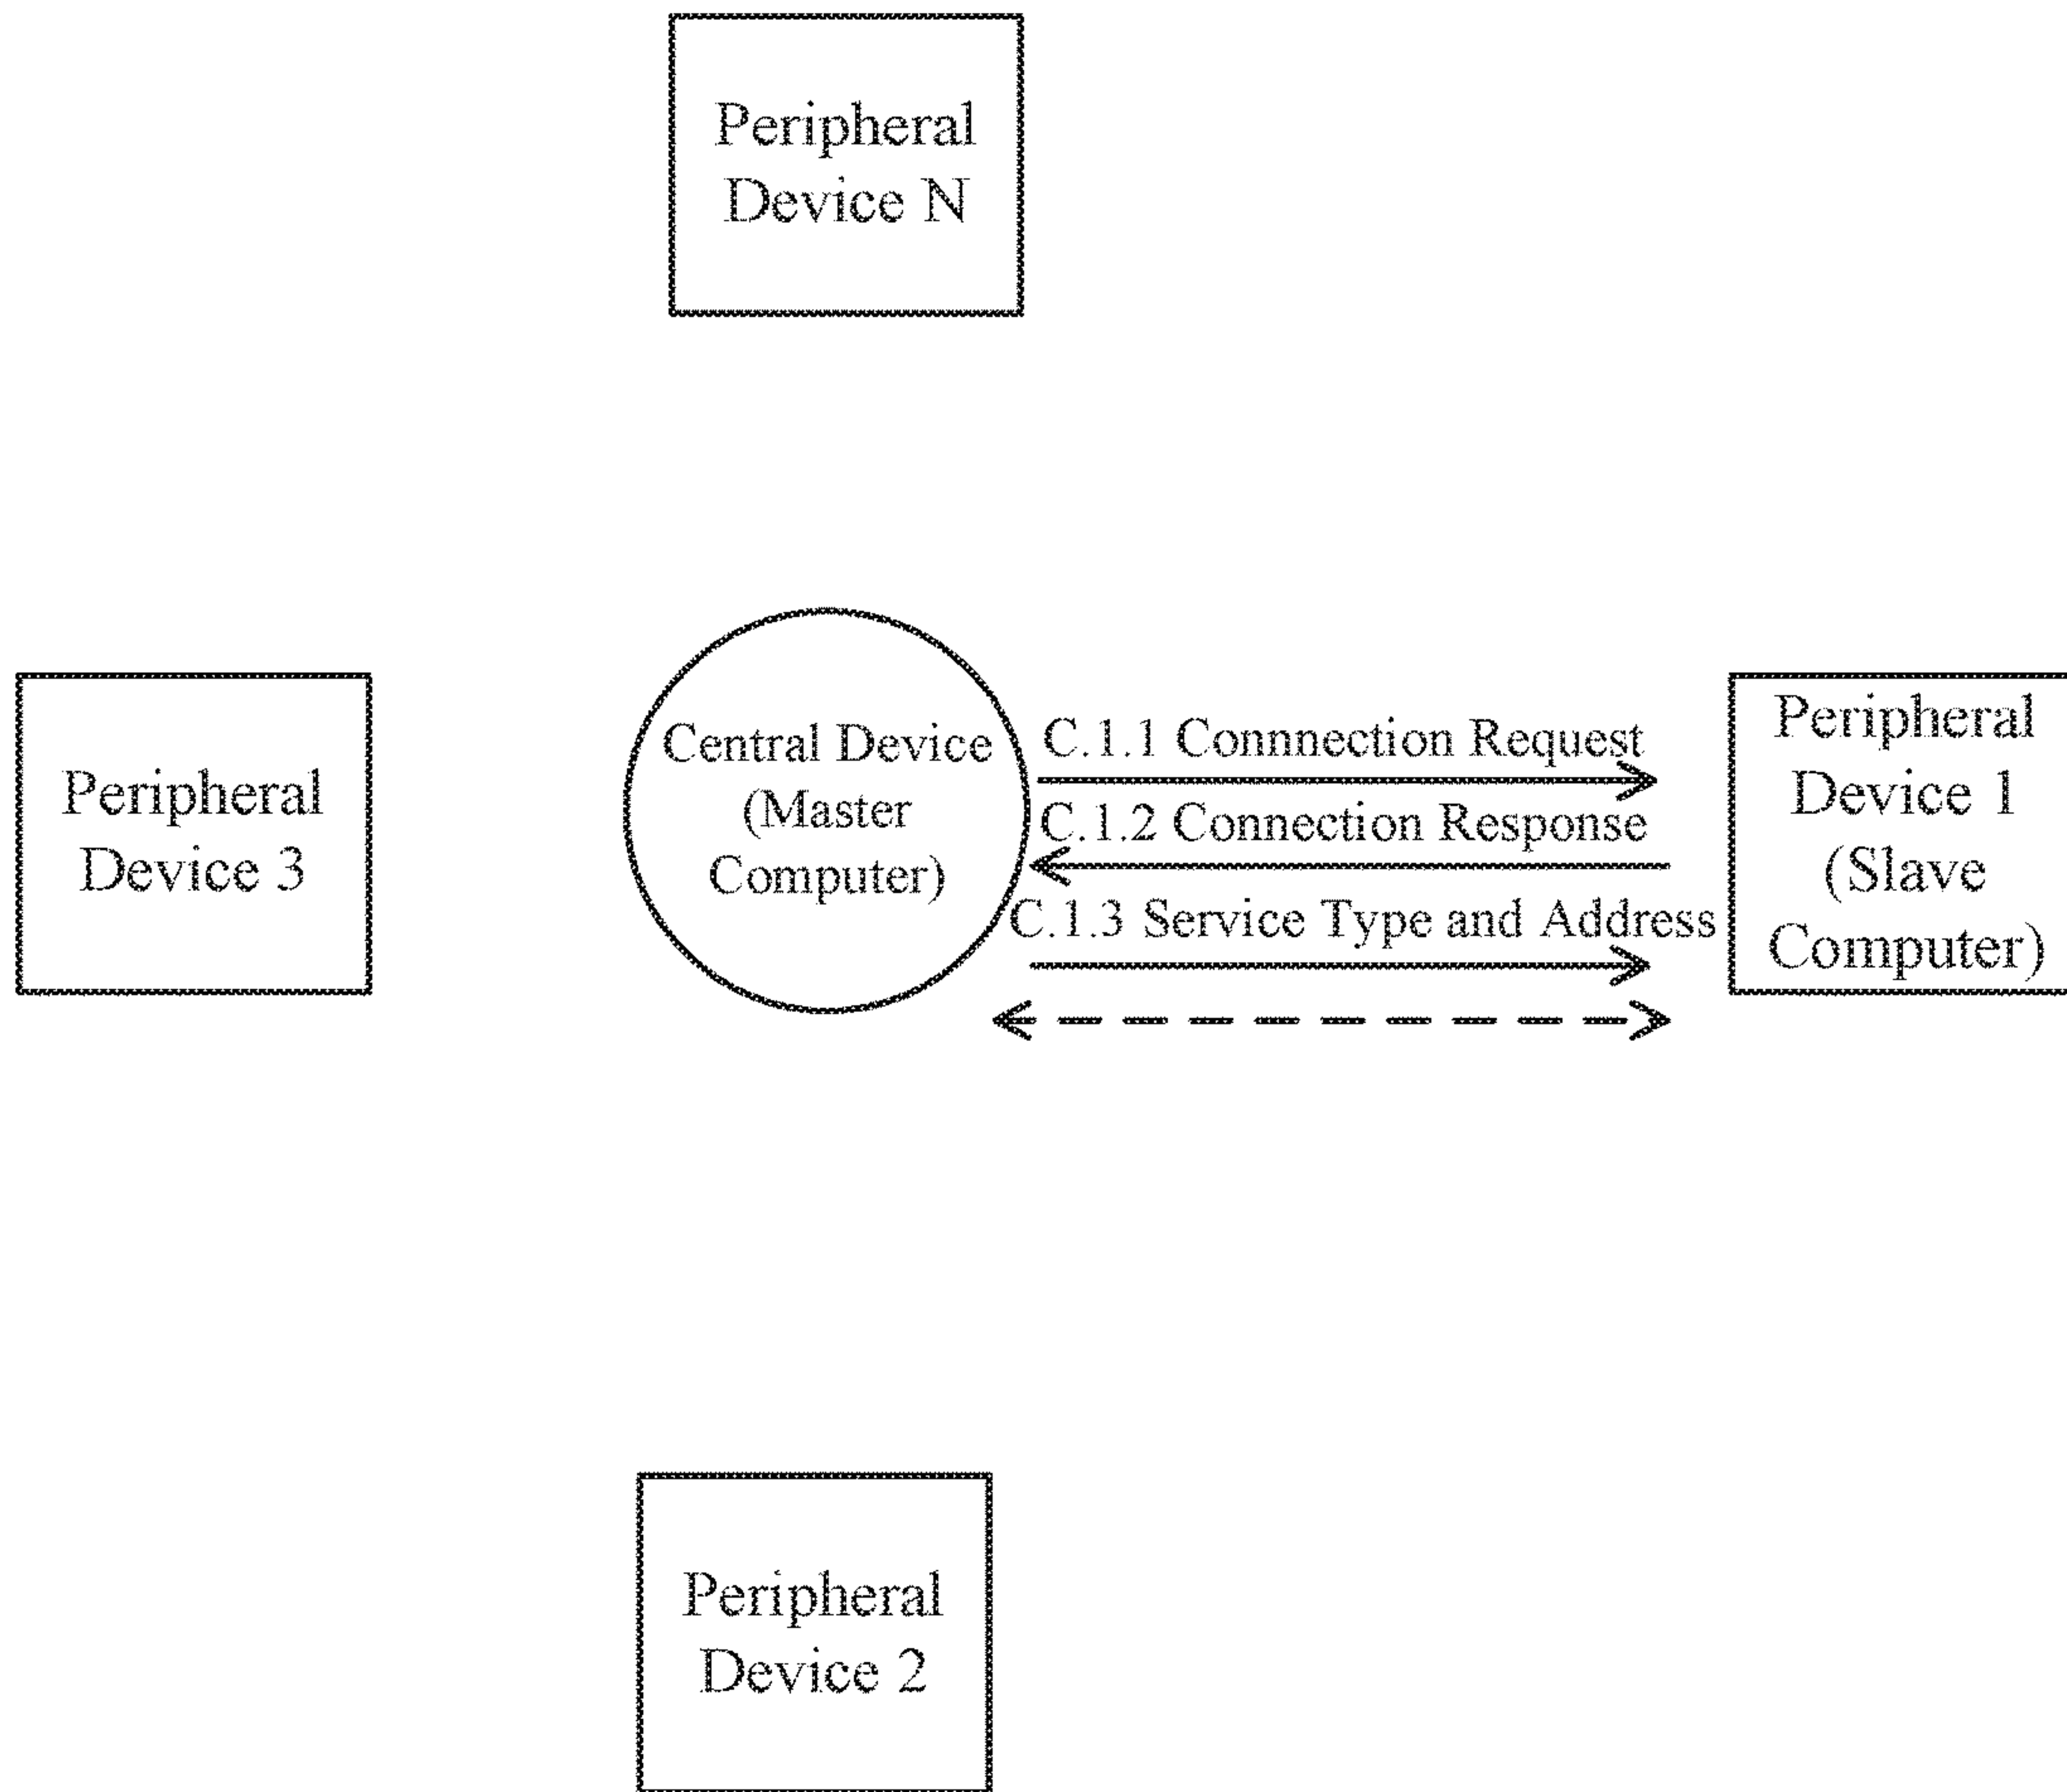 Peripheral
Device N
Peripheral
Device 3
Central Device
(Master
Computer)
C.1.1 Connnection Request
C.1.2 Connection Response
C.1.3 Service Type and Address
Peripheral
Device 1
(Slave
Computer)
Peripheral
Device 2